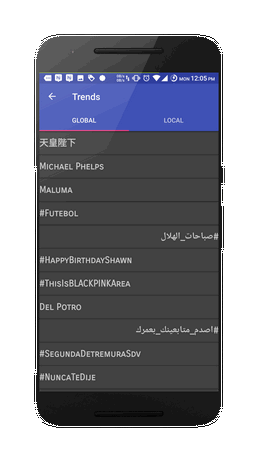 MON 12:05 PM
Trends
GLOBAL
LOCAL
天皇陛下
Michael Phelps
Maluma
#Futebol
#صباحات_الهلال
#HappyBirthdayShawn
#ThisIsBLACKPINKArea
Del Potro
#اصدم_متابعينك_بعمرك
#SegundaDetremuraSdv
#NuncaTeDije